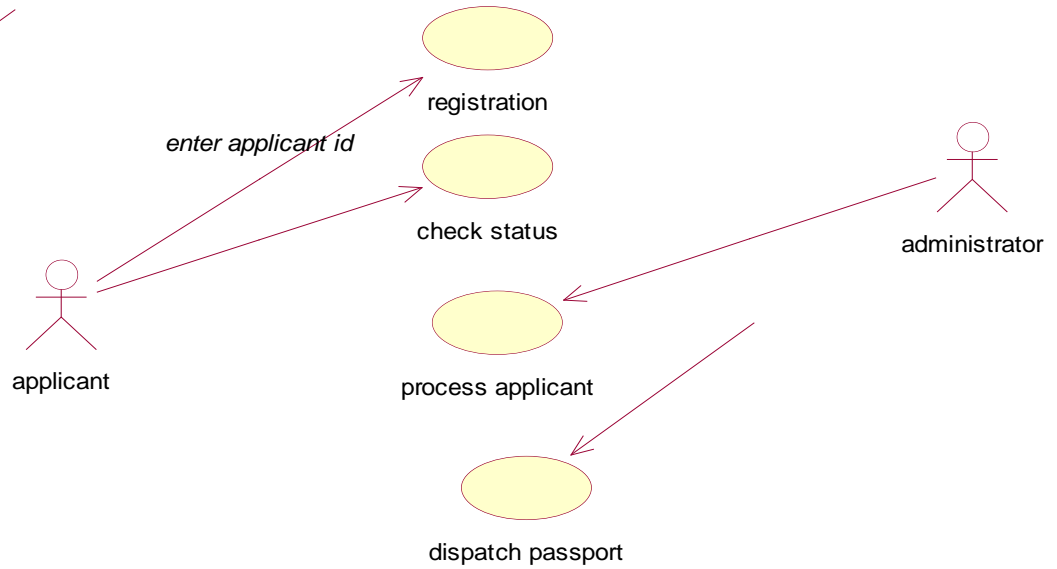 registration
enter applicant id
check status
administrator
applicant
process applicant
dispatch passport